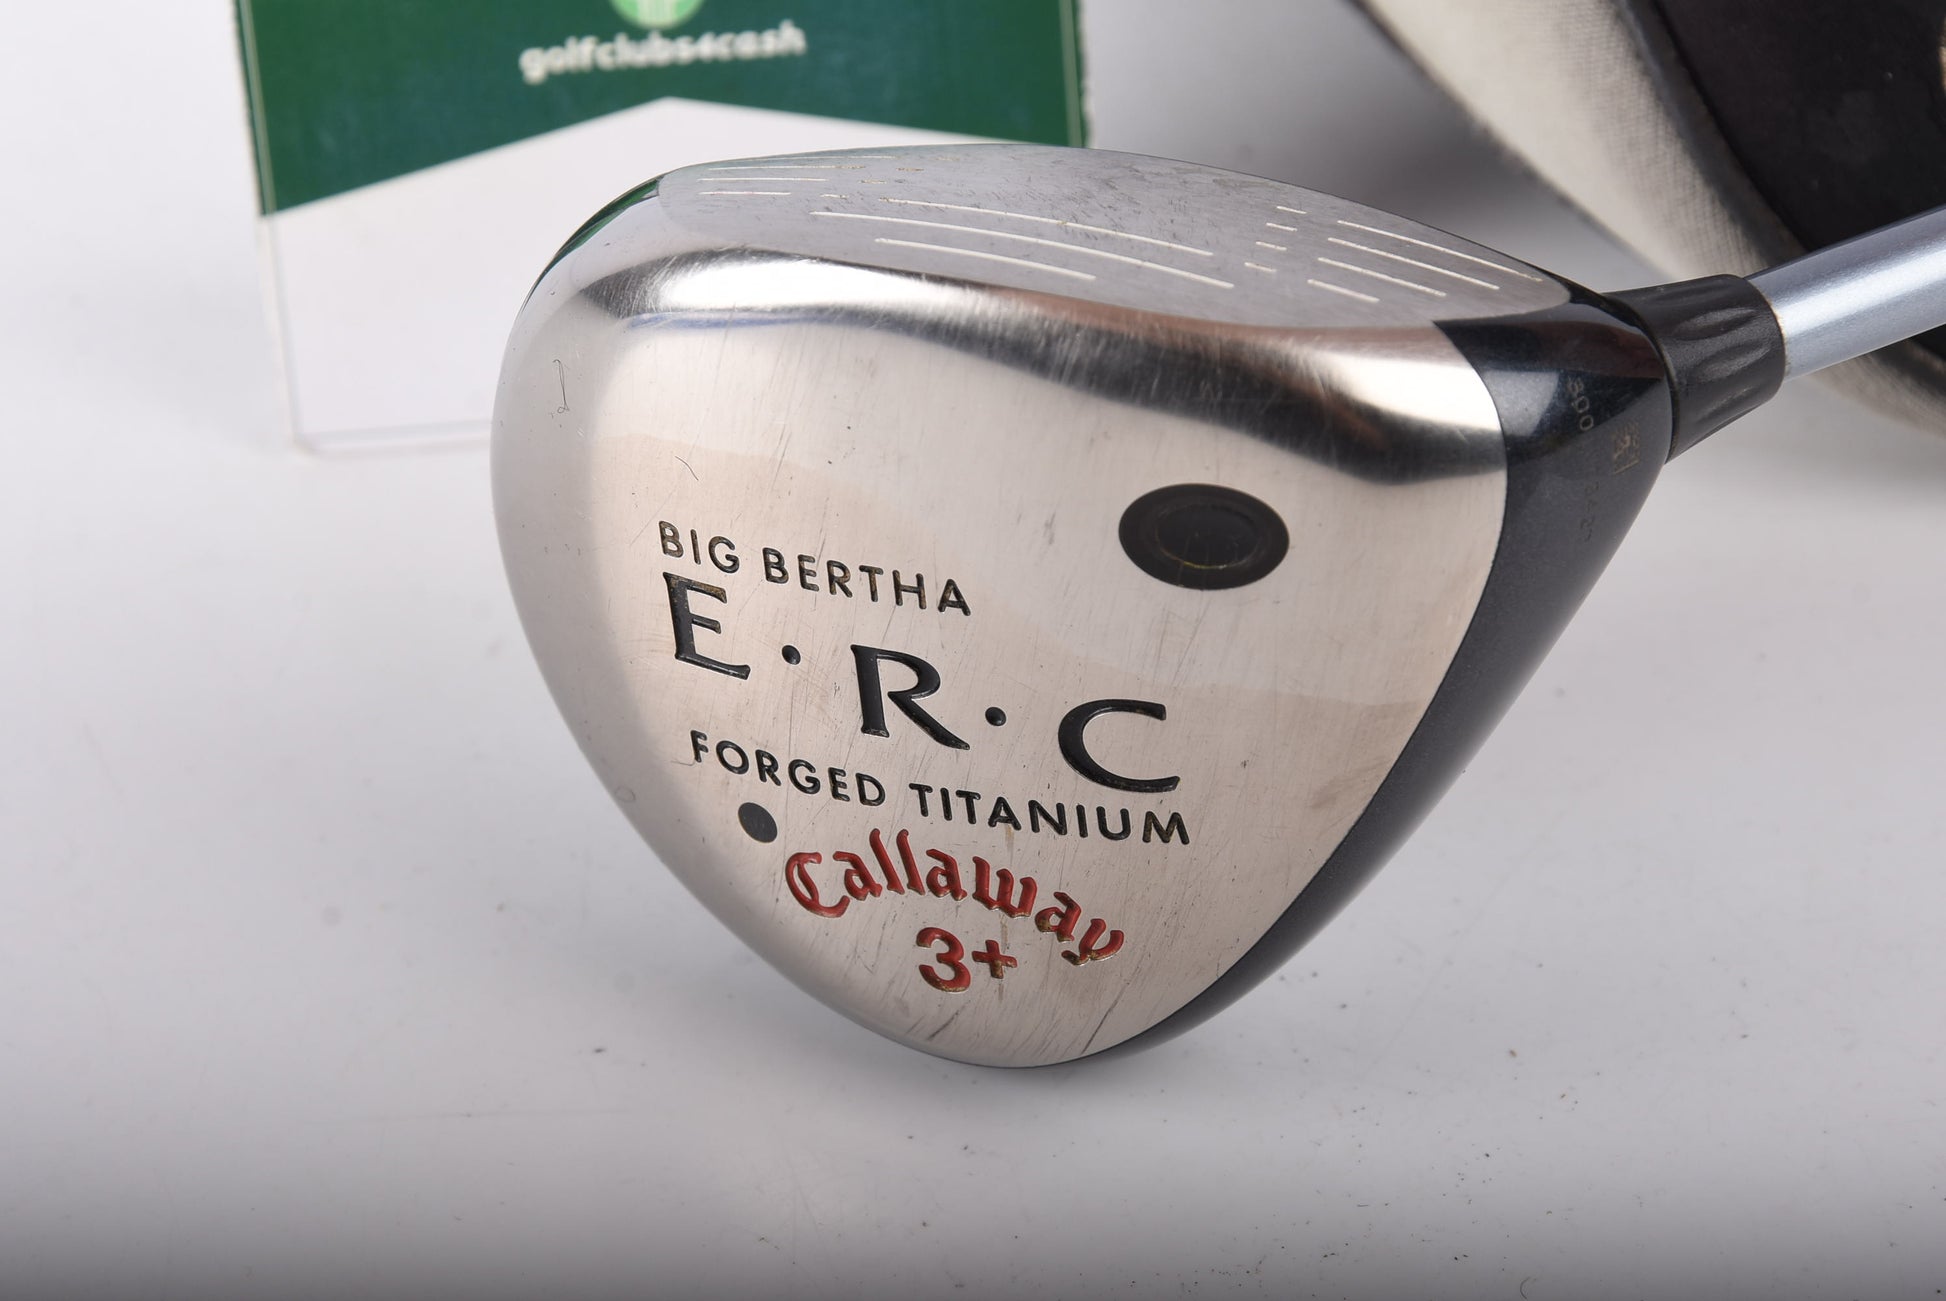 golfclubs4cash
BIG BERTHA
E·R·C
FORGED TITANIUM
Callaway
3+